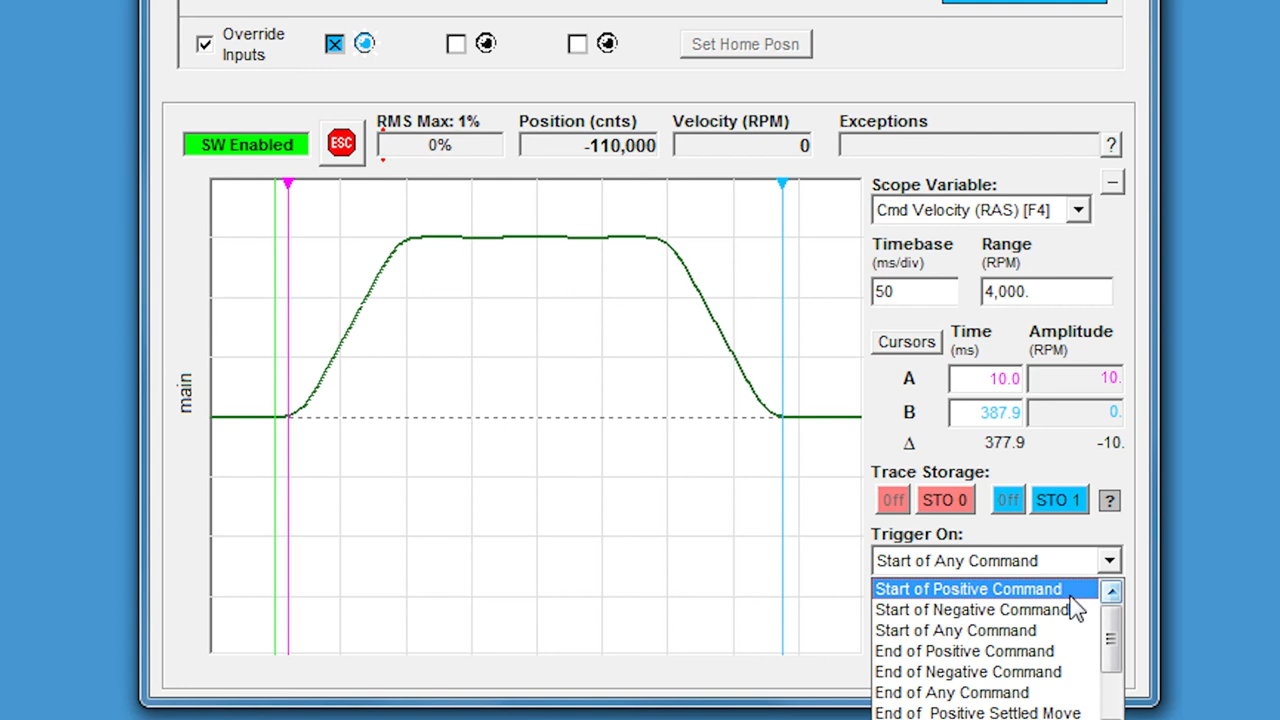 Override
Inputs
Set Home Posn
SW Enabled
ESC
RMS Max: 1%
0%
Position (cnts)
-110,000
Velocity (RPM)
0
Exceptions
?
Scope Variable:
–
Cmd Velocity (RAS) [F4]
Timebase
(ms/div)
Range
(RPM)
50
4,000.
Cursors
Time
(ms)
Amplitude
(RPM)
A
10.0
10.
B
387.9
0.
Δ
377.9
-10.
main
Trace Storage:
Off
STO 0
Off
STO 1
?
Trigger On:
Start of Any Command
Start of Positive Command
Start of Negative Command
Start of Any Command
End of Positive Command
End of Negative Command
End of Any Command
End of Positive Settled Move